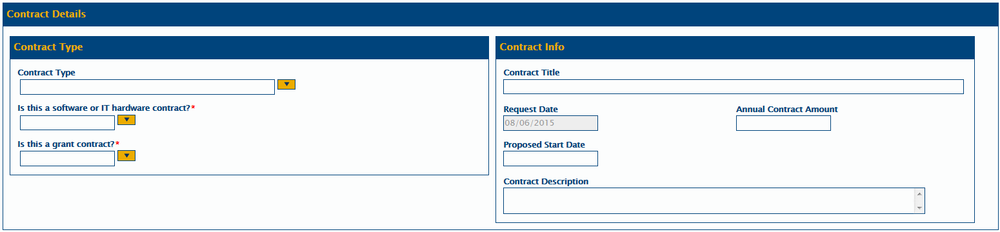 Contract Details
Contract Type
Contract Type
Is this a software or IT hardware contract?*
Is this a grant contract?*
Contract Info
Contract Title
Request Date
Annual Contract Amount
08/06/2015
Proposed Start Date
Contract Description